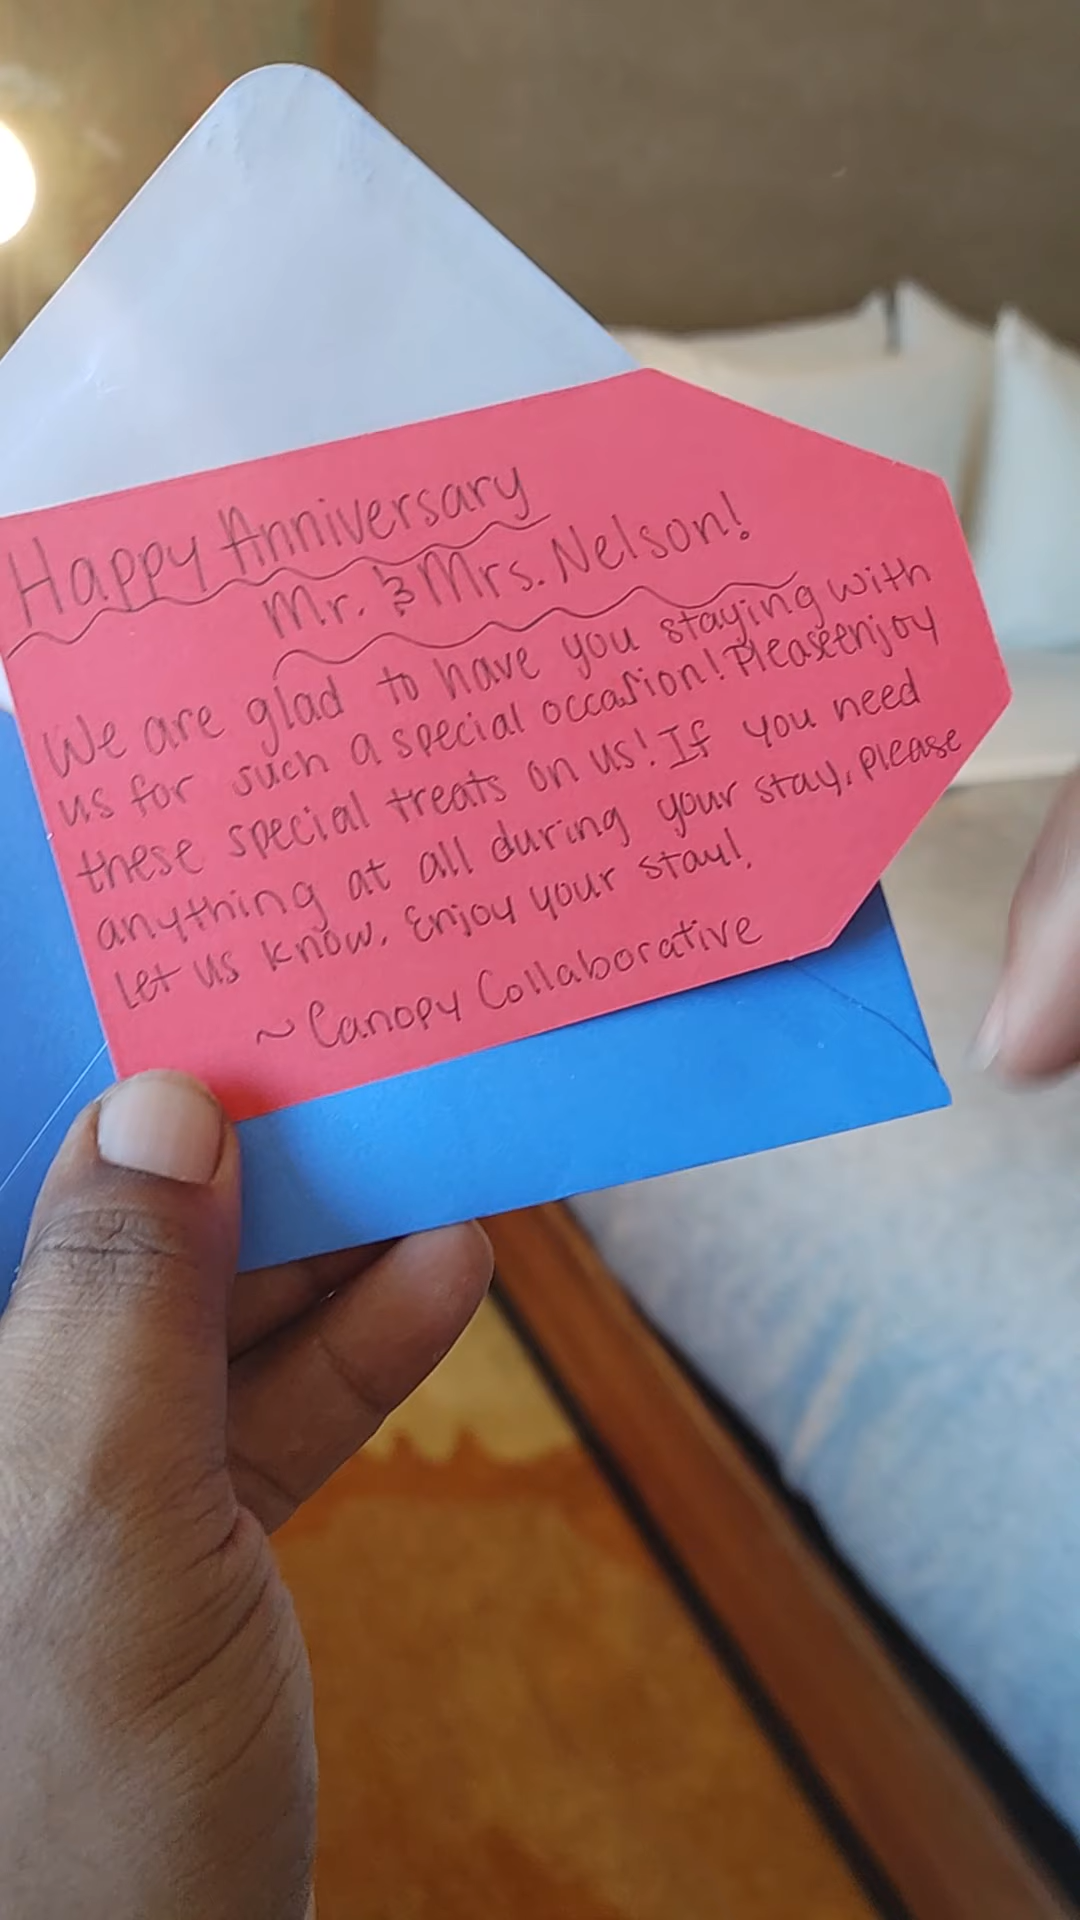 Happy Anniversary
Mr. & Mrs. Nelson!
We are glad to have you staying with
us for such a special occasion! Please enjoy
these special treats on us! If you need
anything at all during your stay, please
let us know. Enjoy your stay!
~Canopy Collaborative